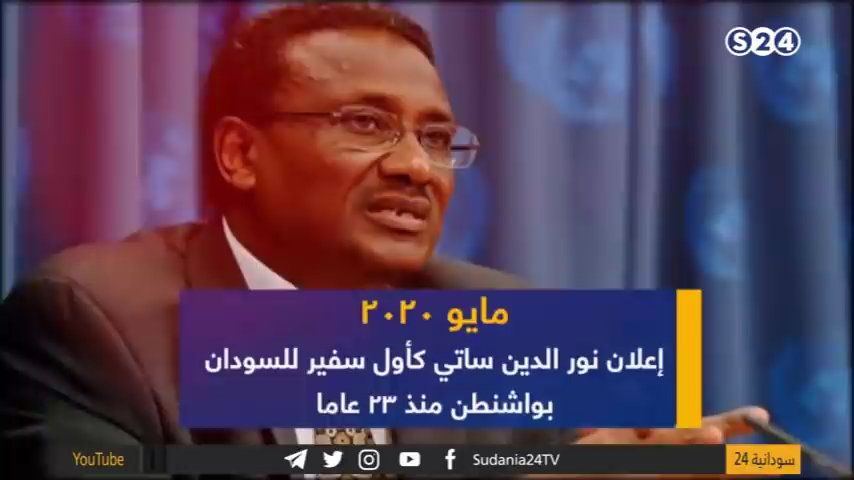 S24
مايو ٢٠٢٠
إعلان نور الدين ساتي كأول سفير للسودان
بواشنطن منذ ٢٣ عاما
YouTube
Sudania24TV
سودانية 24